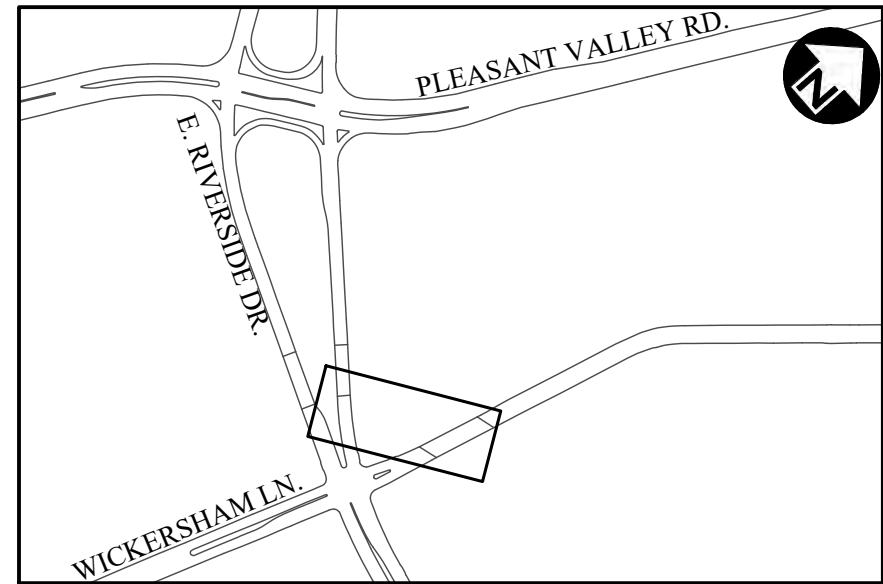 PLEASANT VALLEY RD.
N
E. RIVERSIDE DR.
WICKERSHAM LN.